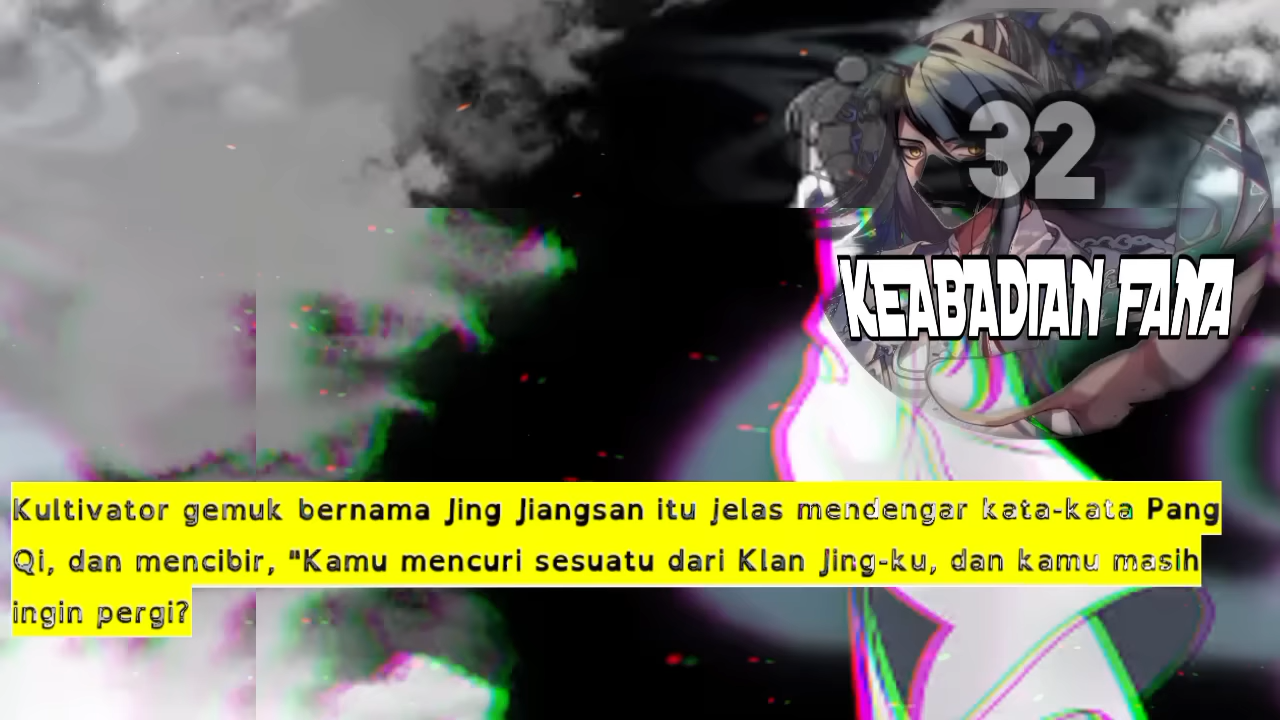 32
KEABADIAN FANA
Kultivator gemuk bernama Jing Jiangsan itu jelas mendengar kata-kata Pang
Qi, dan mencibir, "Kamu mencuri sesuatu dari Klan Jing-ku, dan kamu masih
ingin pergi?